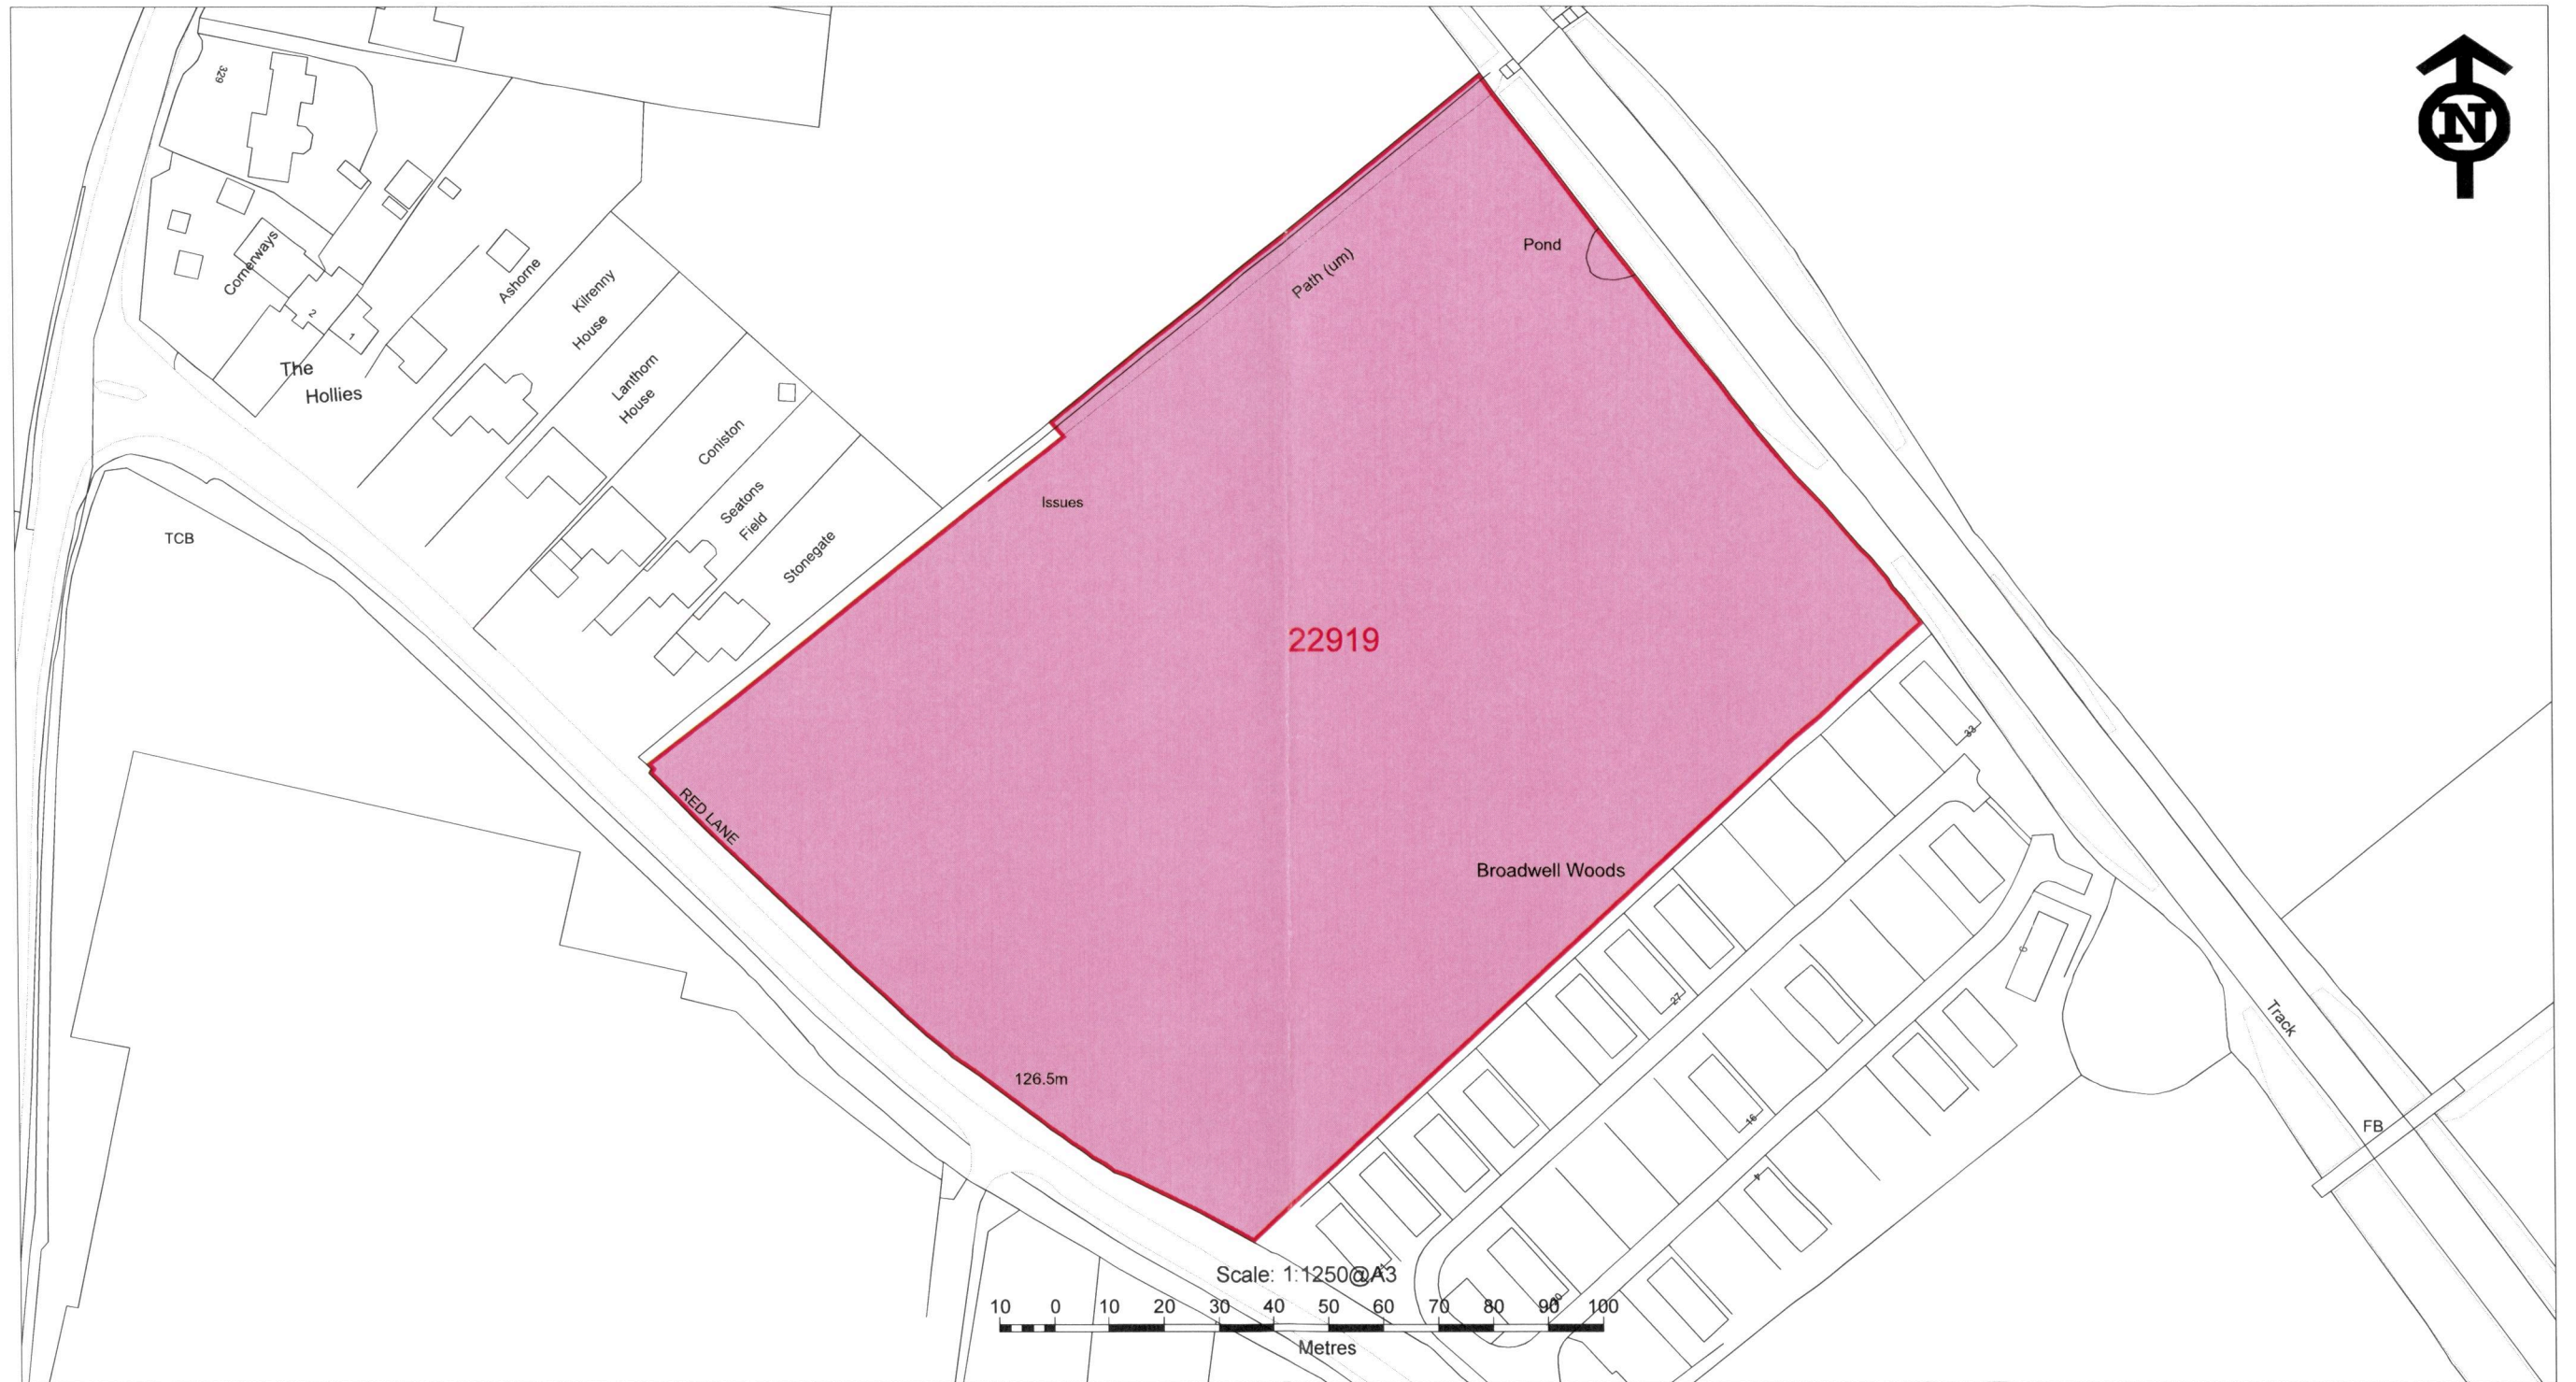 N
329
Cornerways
2
1
The
Hollies
Ashorne
Kilrenny
House
Lanthorn
House
Coniston
Seatons
Field
Stonegate
TCB
Path (um)
Pond
Issues
22919
RED LANE
Broadwell Woods
126.5m
33
27
16
6
4
Track
FB
Scale: 1:1250@A3
10 0 10 20 30 40 50 60 70 80 90 100
Metres